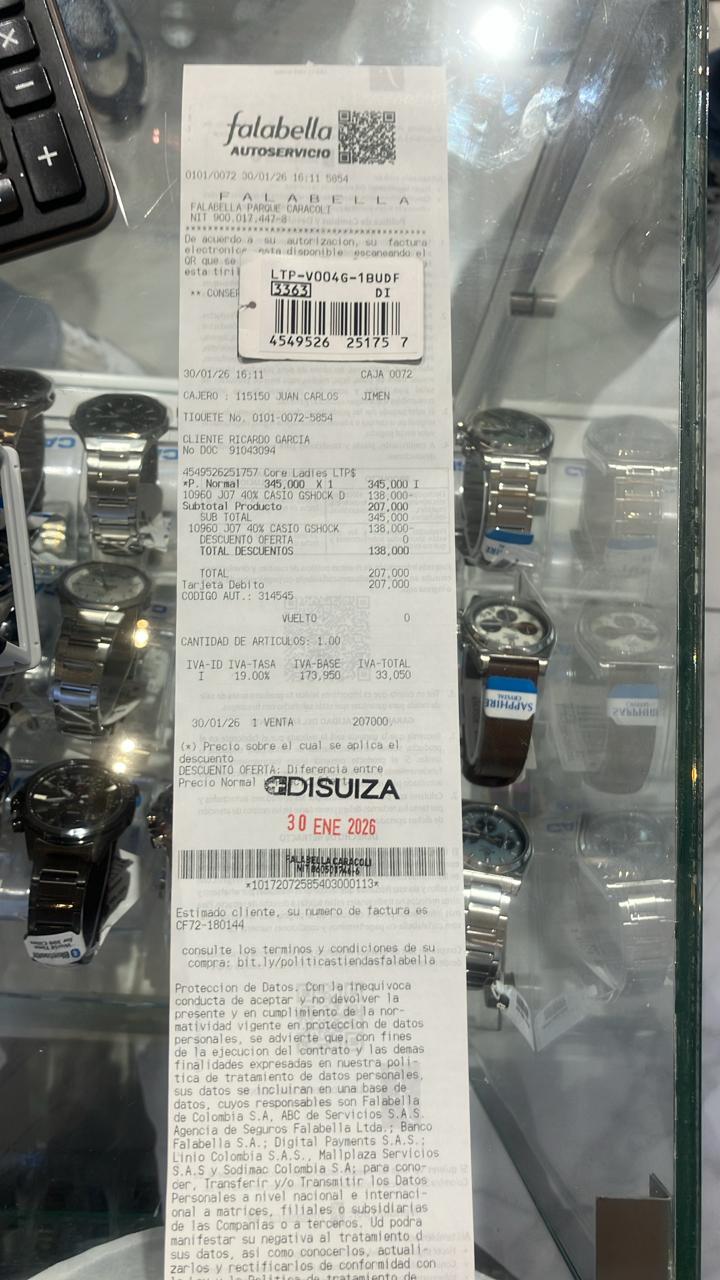 falabella
AUTOSERVICIO
0101/0072 30/01/26 16:11 5854
F A L A B E L L A
FALABELLA PARQUE CARACOLI
NIT 900.017.447-8
De acuerdo a su autorizacion, su factura
electronica esta disponible escaneando el
QR que se
esta
** CONSER
LTP-V004G-1BUDF
3363 DI
4549526 25175 7
30/01/26 16:11 CAJA 0072
CAJERO : 115150 JUAN CARLOS JIMEN
TIQUETE No. 0101-0072-5854
CLIENTE RICARDO GARCIA
No DOC 91043094
4549526251757 Core Ladies LTP$
*P. Normal 345,000 X 1 345,000 I
10960 J07 40% CASIO GSHOCK D 138,000-
Subtotal Producto 207,000
SUB TOTAL 345,000
10960 J07 40% CASIO GSHOCK 138,000-
DESCUENTO OFERTA 0
TOTAL DESCUENTOS 138,000
TOTAL 207,000
Tarjeta Debito 207,000
CODIGO AUT.: 314545
VUELTO 0
CANTIDAD DE ARTICULOS: 1.00
IVA-ID IVA-TASA IVA-BASE IVA-TOTAL
I 19.00% 173,950 33,050
30/01/26 1 VENTA 207000
(*) Precio sobre el cual se aplica el
descuento
DESCUENTO OFERTA: Diferencia entre
Precio Normal
DISUIZA
30 ENE 2026
FALABELLA CARACOLI
*10172072585403000113*
Estimado cliente, su numero de factura es
CF72-180144
consulte los terminos y condiciones de su
compra: bit.ly/politicastiendasfalabella
Proteccion de Datos. Con la inequivoca
conducta de aceptar y no devolver la
presente y en cumplimiento de la nor-
matividad vigente en proteccion de datos
personales, se advierte que, con fines
de la ejecucion del contrato y las demas
finalidades expresadas en nuestra poli-
tica de tratamiento de datos personales,
sus datos se incluiran en una base de
datos, cuyos responsables son Falabella
de Colombia S.A, ABC de Servicios S.A.S.
Agencia de Seguros Falabella Ltda.; Banco
Falabella S.A.; Digital Payments S.A.S.;
Linio Colombia S.A.S., Mallplaza Servicios
S.A.S y Sodimac Colombia S.A; para cono-
cer, Transferir y/o Transmitir los Datos
Personales a nivel nacional e internaci-
onal a matrices, filiales o subsidiarias
de las Companias o a terceros. Ud podra
manifestar su negativa al tratamiento d
sus datos, asi como conocerlos, actuali-
zarlos y rectificarlos de conformidad con
la Ley y la Politica de tratamiento de
SAPPHIRE
CRYSTAL
Bluetooth